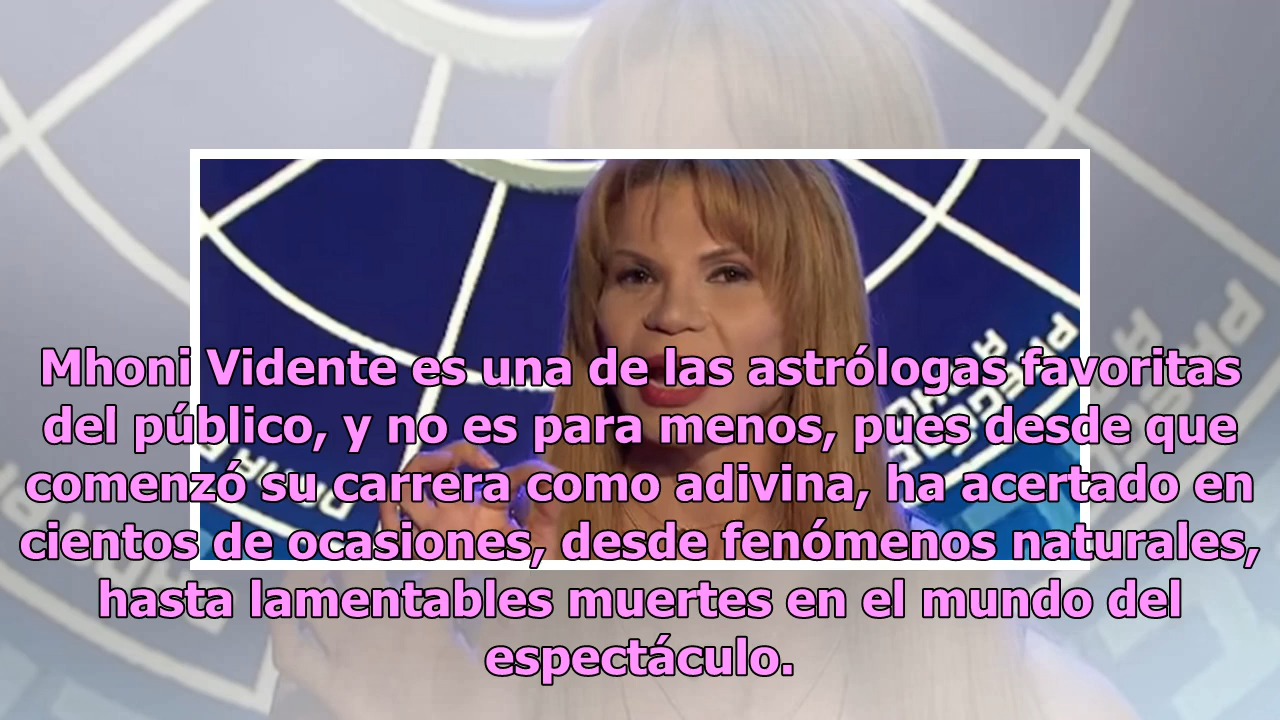 Mhoni Vidente es una de las astrólogas favoritas
del público, y no es para menos, pues desde que
comenzó su carrera como adivina, ha acertado en
cientos de ocasiones, desde fenómenos naturales,
hasta lamentables muertes en el mundo del
espectáculo.